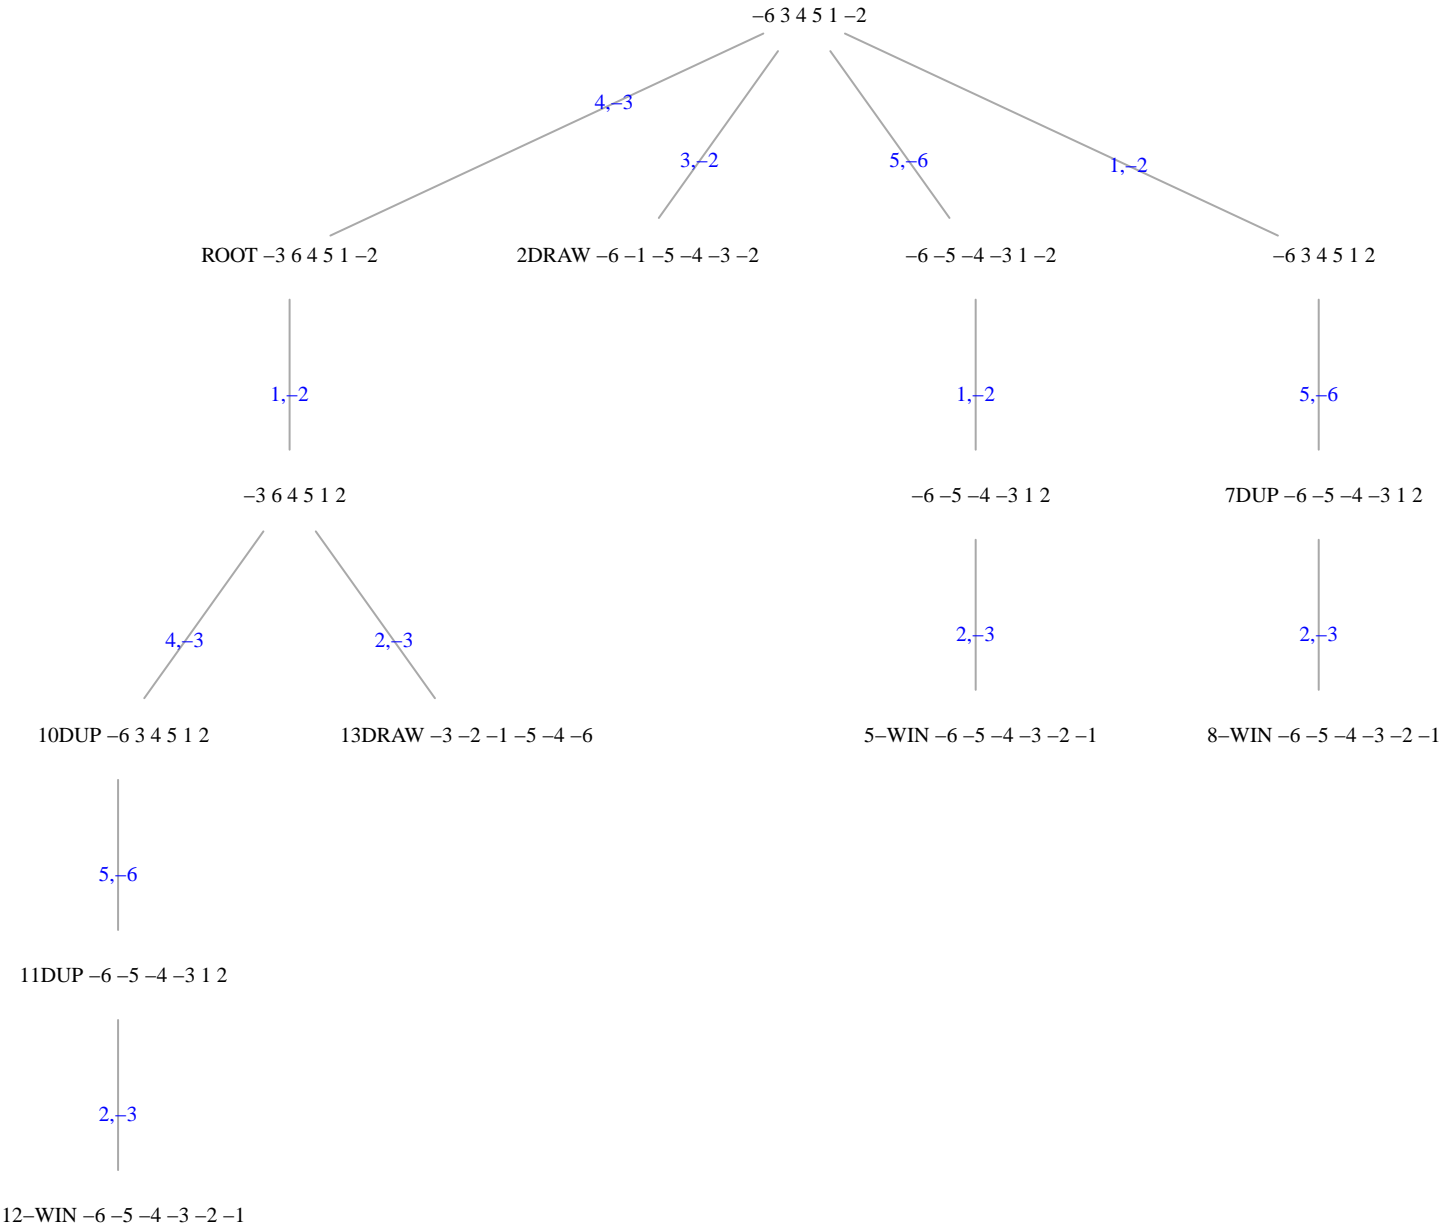 −6 3 4 5 1 −2
4,−3
3,−2
5,−6
1,−2
ROOT −3 6 4 5 1 −2
2DRAW −6 −1 −5 −4 −3 −2
−6 −5 −4 −3 1 −2
−6 3 4 5 1 2
1,−2
1,−2
5,−6
−3 6 4 5 1 2
−6 −5 −4 −3 1 2
7DUP −6 −5 −4 −3 1 2
4,−3
2,−3
2,−3
2,−3
10DUP −6 3 4 5 1 2
13DRAW −3 −2 −1 −5 −4 −6
5−WIN −6 −5 −4 −3 −2 −1
8−WIN −6 −5 −4 −3 −2 −1
5,−6
11DUP −6 −5 −4 −3 1 2
2,−3
12−WIN −6 −5 −4 −3 −2 −1